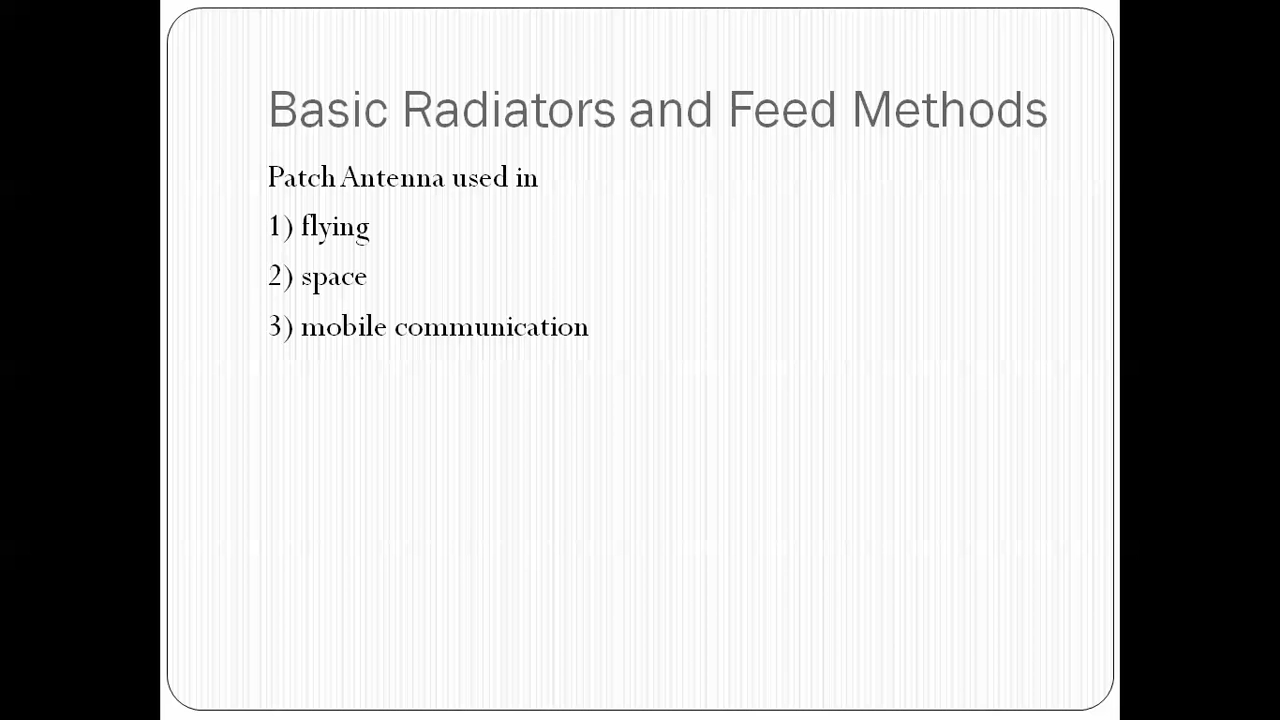 Basic Radiators and Feed Methods
Patch Antenna used in
1) flying
2) space
3) mobile communication